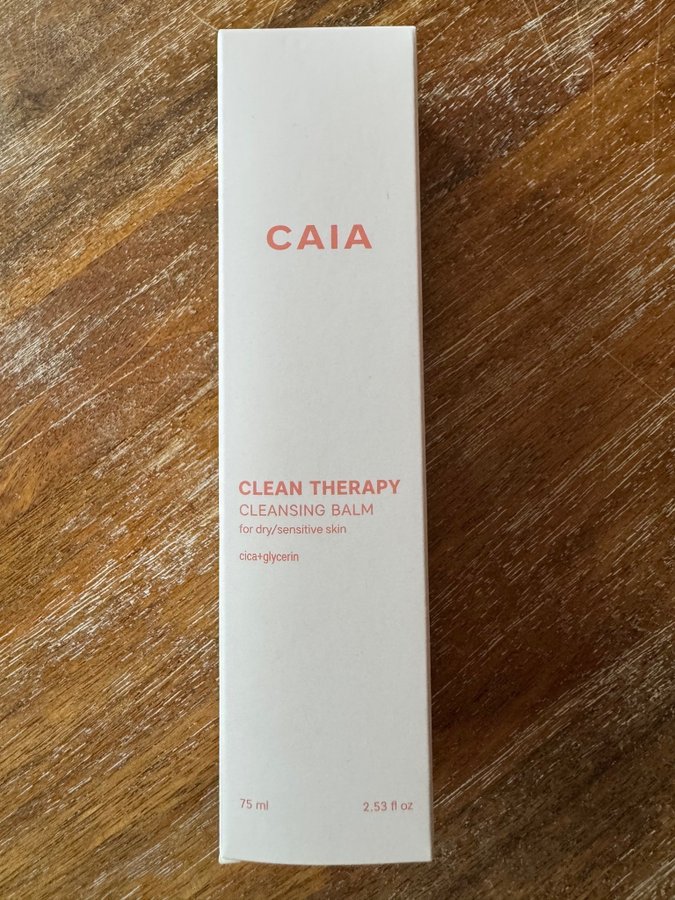 CAIA
CLEAN THERAPY
CLEANSING BALM
for dry/sensitive skin
cica+glycerin
75 ml
2.53 fl oz